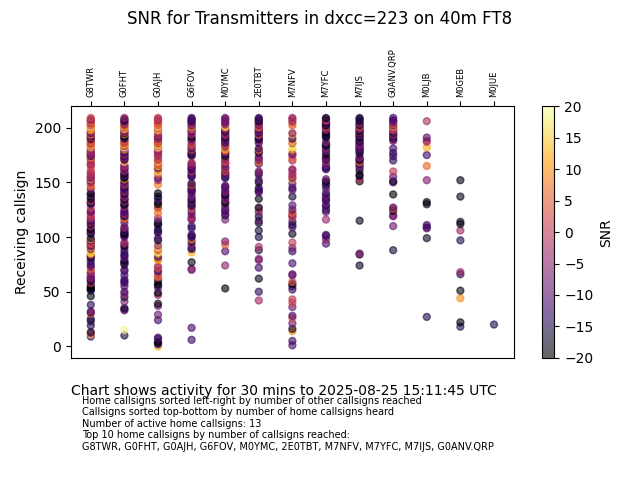 SNR for Transmitters in dxcc=223 on 40m FT8
G8TWR G0FHT G0AJH G6FOV M0YMC 2E0TBT M7NFV M7YFC M7IJS G0ANV.QRP M0LJB M0GEB M0JUE
Receiving callsign
200
150
100
50
0
20
15
10
5
0
−5
−10
−15
−20
SNR
Chart shows activity for 30 mins to 2025-08-25 15:11:45 UTC
Home callsigns sorted left-right by number of other callsigns reached
Callsigns sorted top-bottom by number of home callsigns heard
Number of active home callsigns: 13
Top 10 home callsigns by number of callsigns reached:
G8TWR, G0FHT, G0AJH, G6FOV, M0YMC, 2E0TBT, M7NFV, M7YFC, M7IJS, G0ANV.QRP